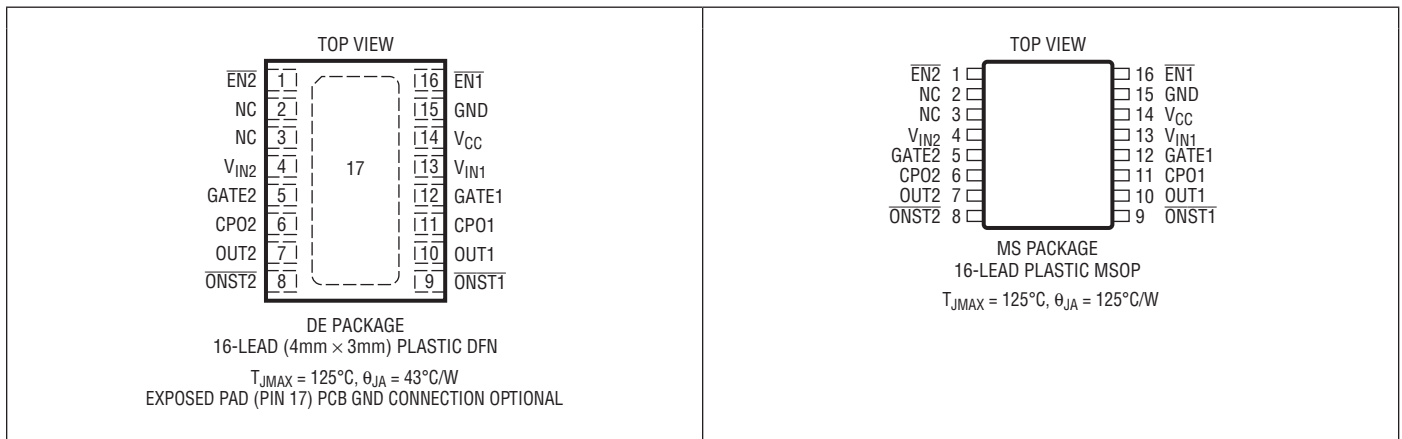 TOP VIEW
EN2 1 16 EN1
NC 2 15 GND
NC 3 14 VCC
VIN2 4 17 13 VIN1
GATE2 5 12 GATE1
CPO2 6 11 CPO1
OUT2 7 10 OUT1
ONST2 8 9 ONST1
DE PACKAGE
16-LEAD (4mm × 3mm) PLASTIC DFN
TJMAX = 125°C, θJA = 43°C/W
EXPOSED PAD (PIN 17) PCB GND CONNECTION OPTIONAL
TOP VIEW
EN2 1 16 EN1
NC 2 15 GND
NC 3 14 VCC
VIN2 4 13 VIN1
GATE2 5 12 GATE1
CPO2 6 11 CPO1
OUT2 7 10 OUT1
ONST2 8 9 ONST1
MS PACKAGE
16-LEAD PLASTIC MSOP
TJMAX = 125°C, θJA = 125°C/W